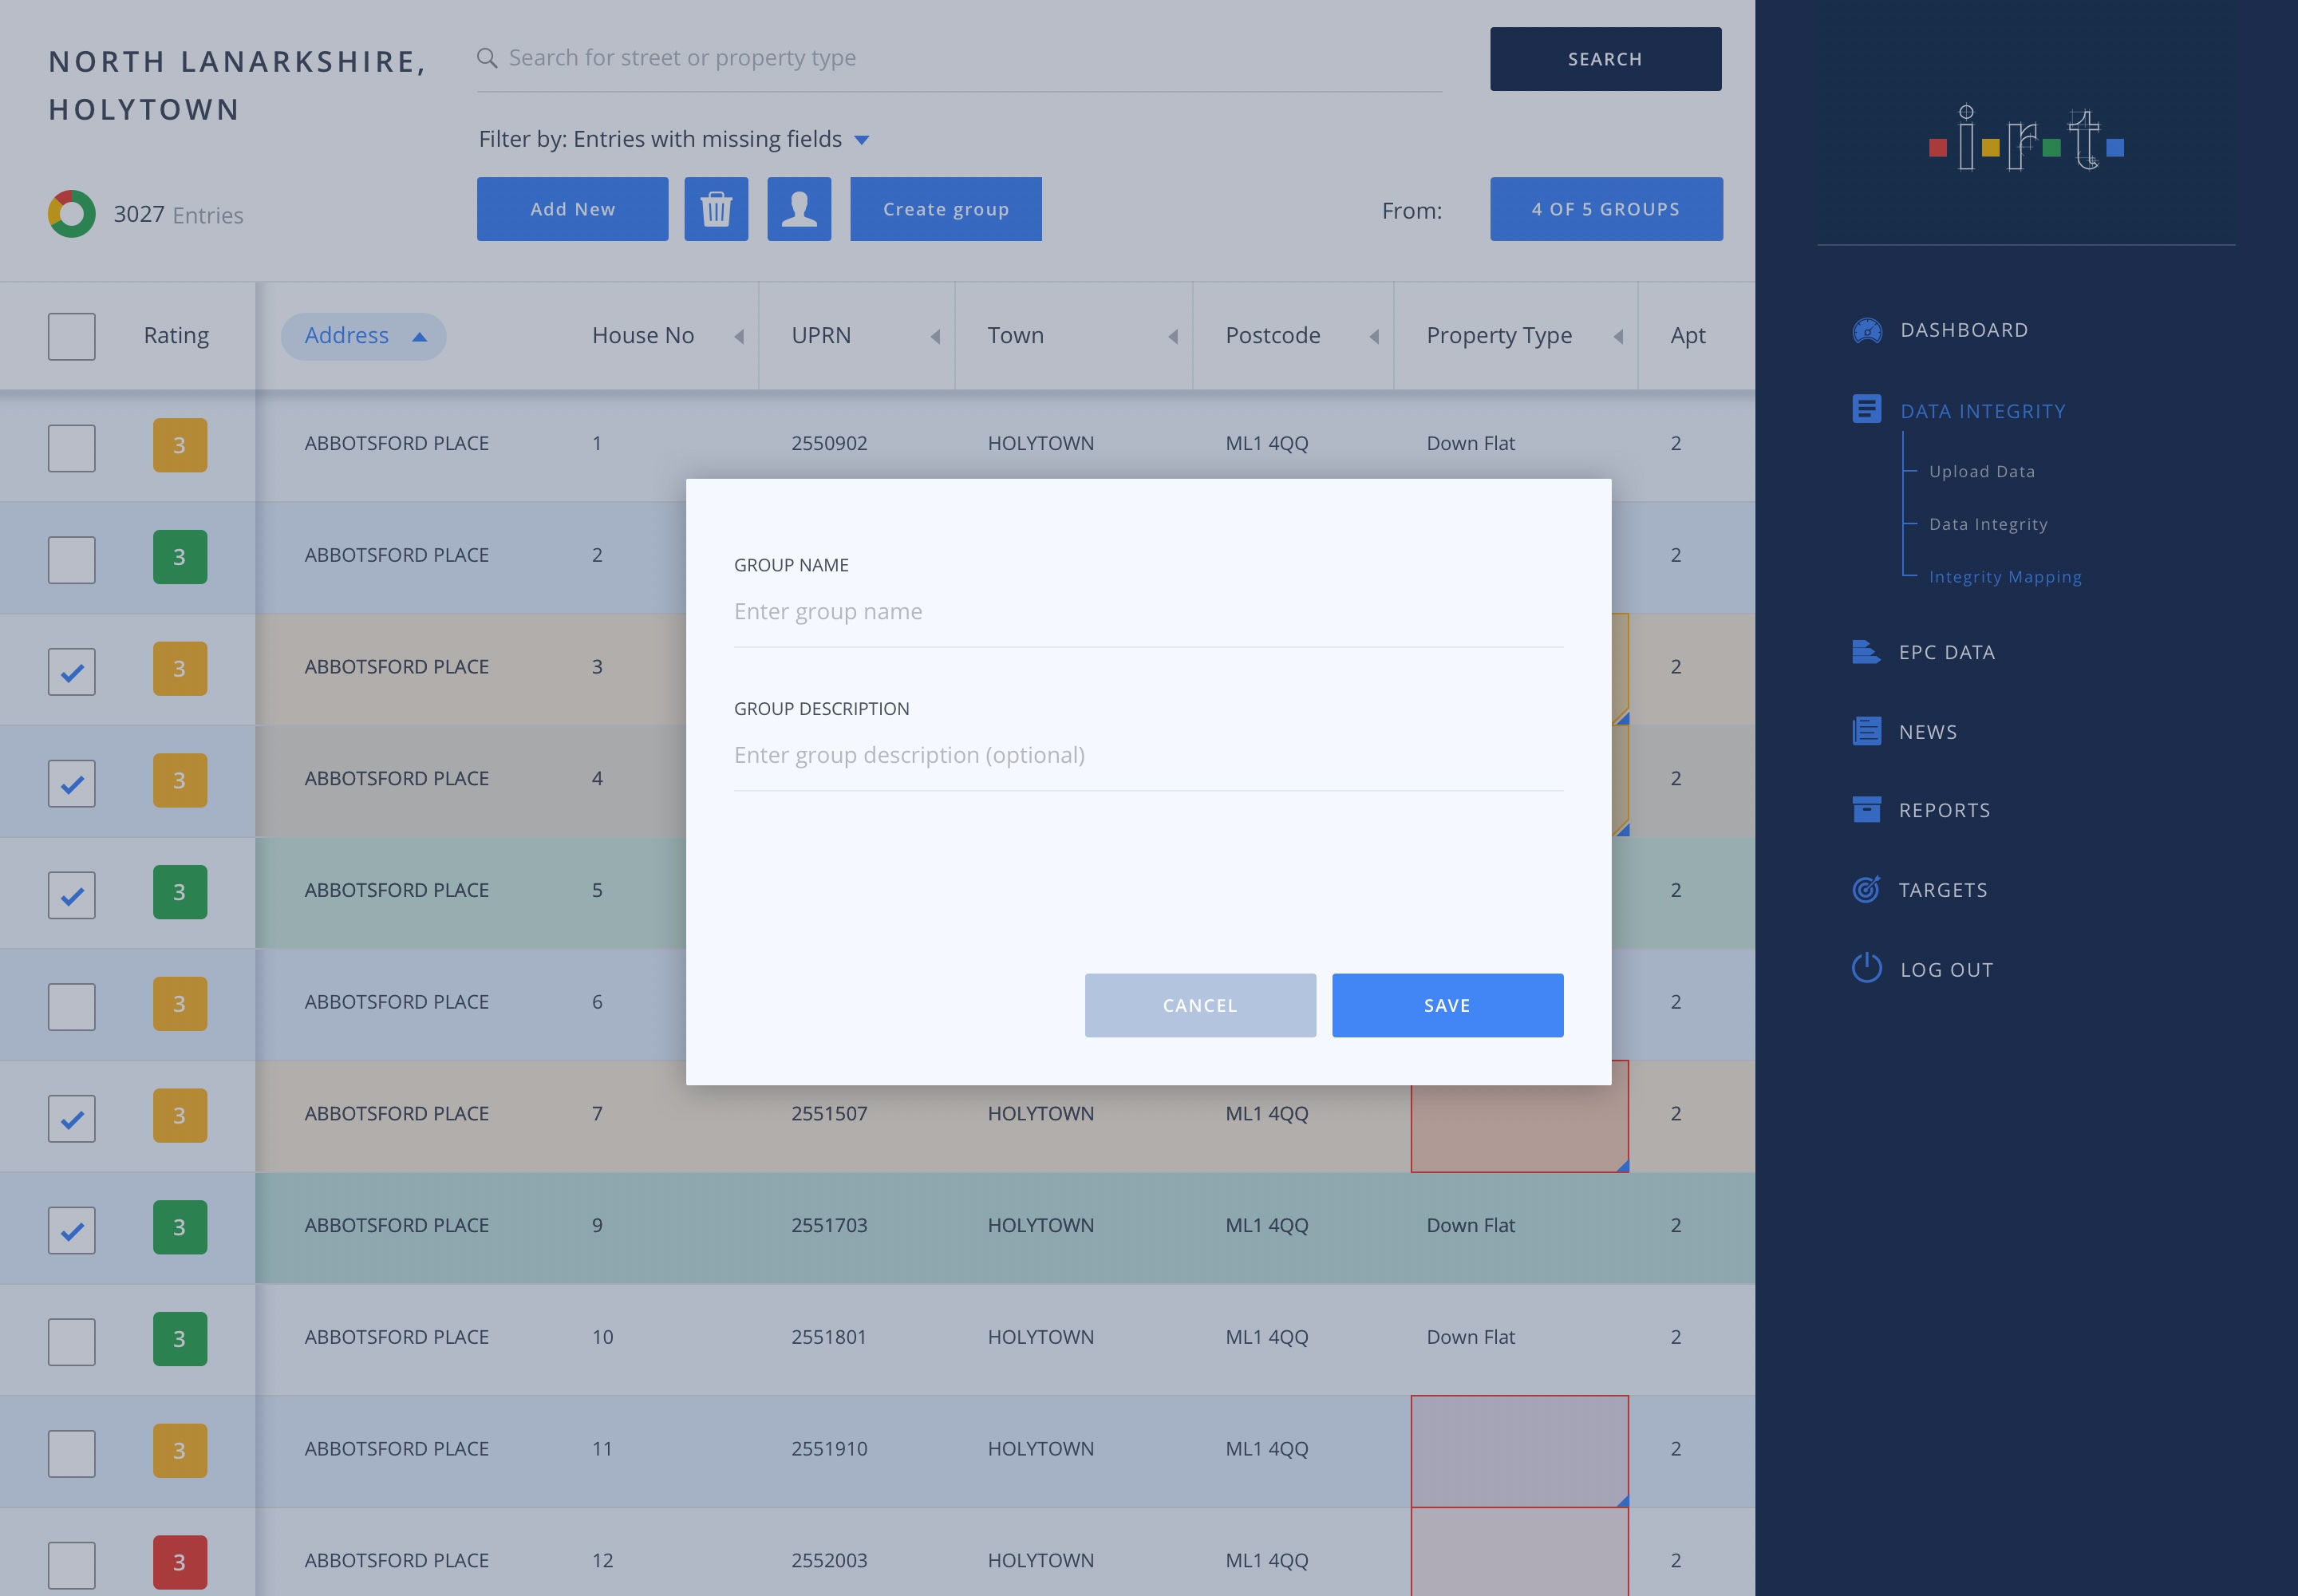 NORTH LANARKSHIRE,
HOLYTOWN
3027 Entries
Search for street or property type
SEARCH
Filter by: Entries with missing fields
Add New
Create group
From:
4 OF 5 GROUPS
Rating Address House No UPRN Town Postcode Property Type Apt
3 ABBOTSFORD PLACE 1 2550902 HOLYTOWN ML1 4QQ Down Flat 2
3 ABBOTSFORD PLACE 2 2
3 ABBOTSFORD PLACE 3 2
3 ABBOTSFORD PLACE 4 2
3 ABBOTSFORD PLACE 5 2
3 ABBOTSFORD PLACE 6 2
3 ABBOTSFORD PLACE 7 2551507 HOLYTOWN ML1 4QQ 2
3 ABBOTSFORD PLACE 9 2551703 HOLYTOWN ML1 4QQ Down Flat 2
3 ABBOTSFORD PLACE 10 2551801 HOLYTOWN ML1 4QQ Down Flat 2
3 ABBOTSFORD PLACE 11 2551910 HOLYTOWN ML1 4QQ 2
3 ABBOTSFORD PLACE 12 2552003 HOLYTOWN ML1 4QQ 2
GROUP NAME
Enter group name
GROUP DESCRIPTION
Enter group description (optional)
CANCEL
SAVE
i r t
DASHBOARD
DATA INTEGRITY
Upload Data
Data Integrity
Integrity Mapping
EPC DATA
NEWS
REPORTS
TARGETS
LOG OUT